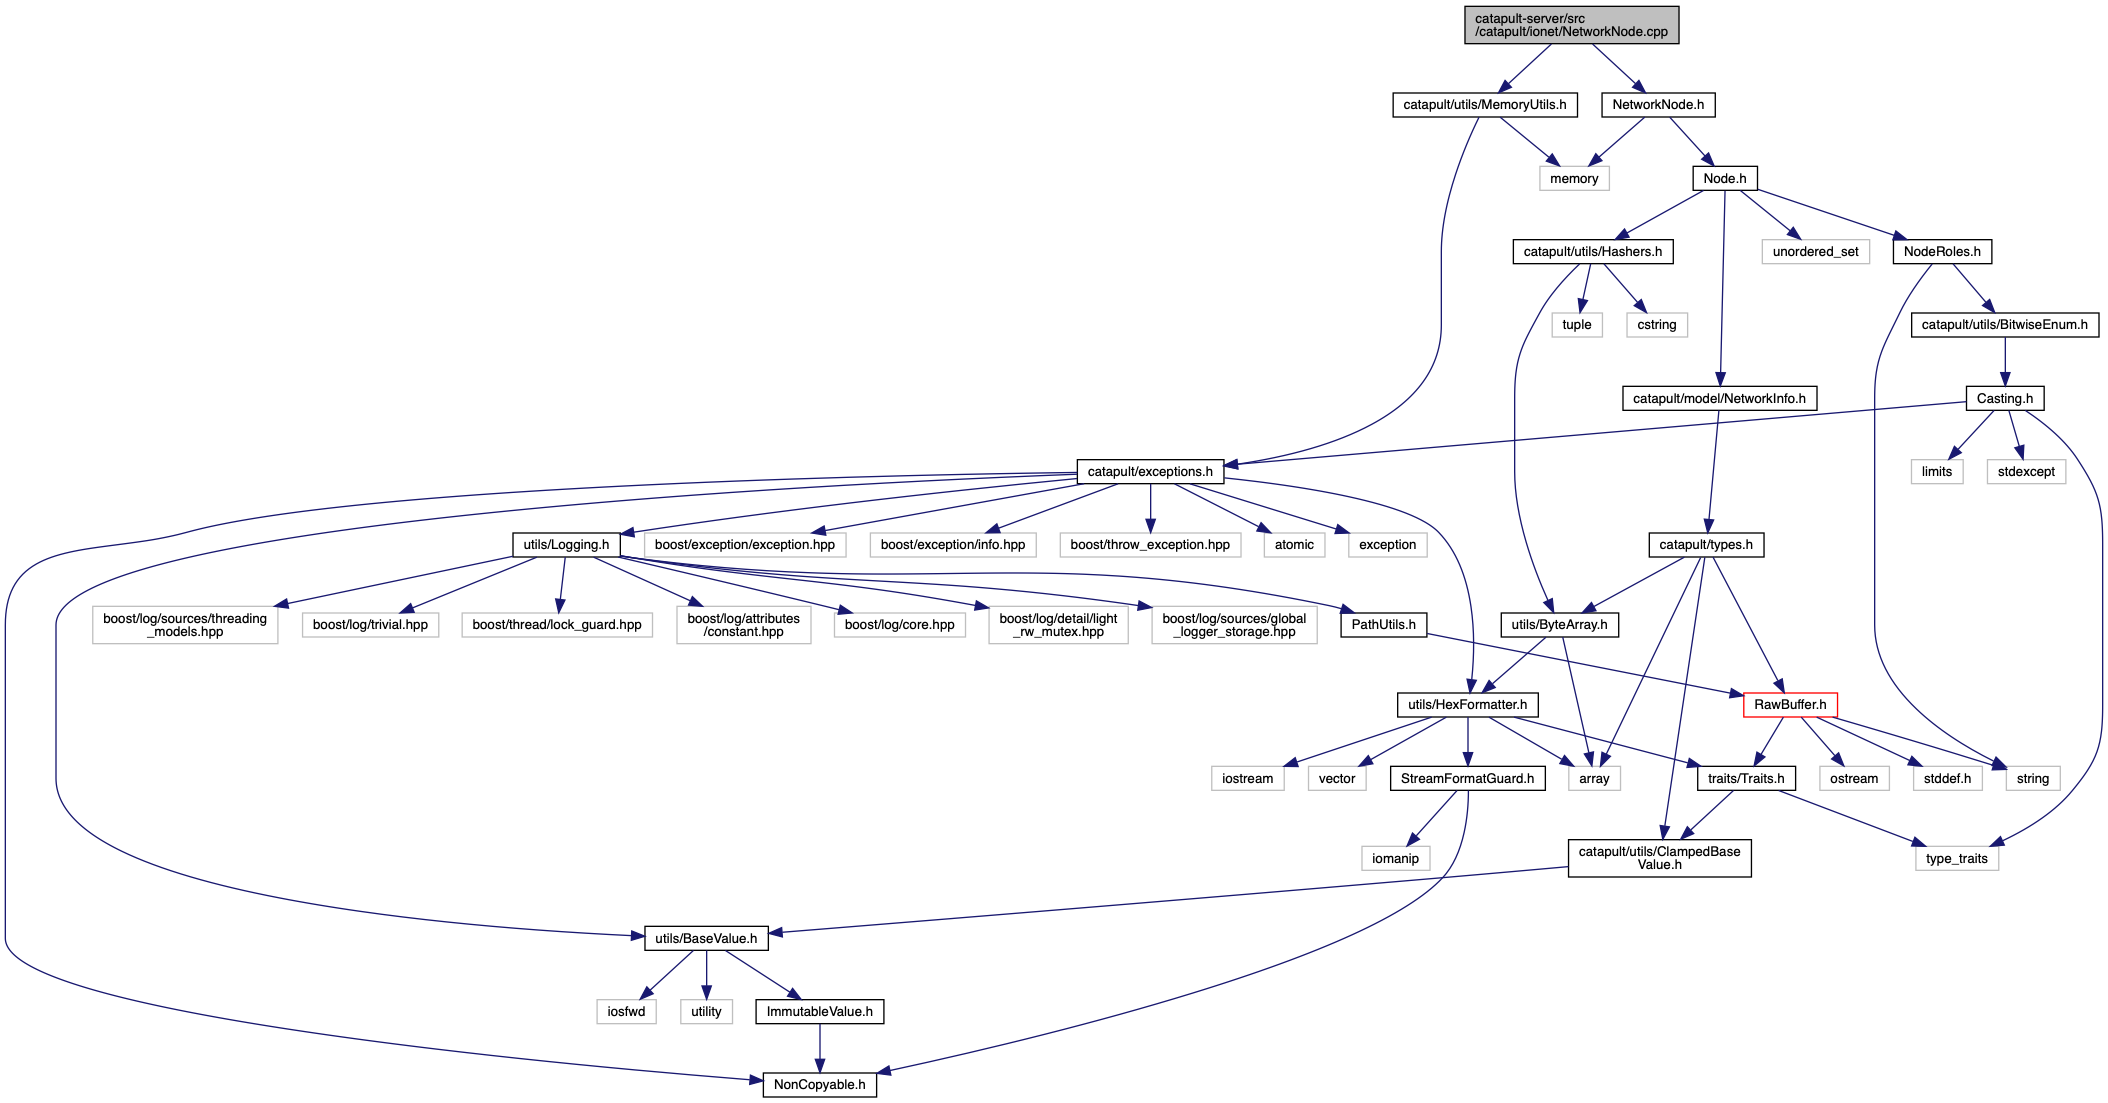 catapult-server/src
/catapult/ionet/NetworkNode.cpp
catapult/utils/MemoryUtils.h
NetworkNode.h
memory
Node.h
catapult/utils/Hashers.h
unordered_set
NodeRoles.h
tuple
cstring
catapult/utils/BitwiseEnum.h
catapult/model/NetworkInfo.h
Casting.h
catapult/exceptions.h
limits
stdexcept
utils/Logging.h
boost/exception/exception.hpp
boost/exception/info.hpp
boost/throw_exception.hpp
atomic
exception
catapult/types.h
boost/log/sources/threading
_models.hpp
boost/log/trivial.hpp
boost/thread/lock_guard.hpp
boost/log/attributes
/constant.hpp
boost/log/core.hpp
boost/log/detail/light
_rw_mutex.hpp
boost/log/sources/global
_logger_storage.hpp
PathUtils.h
utils/ByteArray.h
utils/HexFormatter.h
RawBuffer.h
iostream
vector
StreamFormatGuard.h
array
traits/Traits.h
ostream
stddef.h
string
iomanip
catapult/utils/ClampedBase
Value.h
type_traits
utils/BaseValue.h
iosfwd
utility
ImmutableValue.h
NonCopyable.h